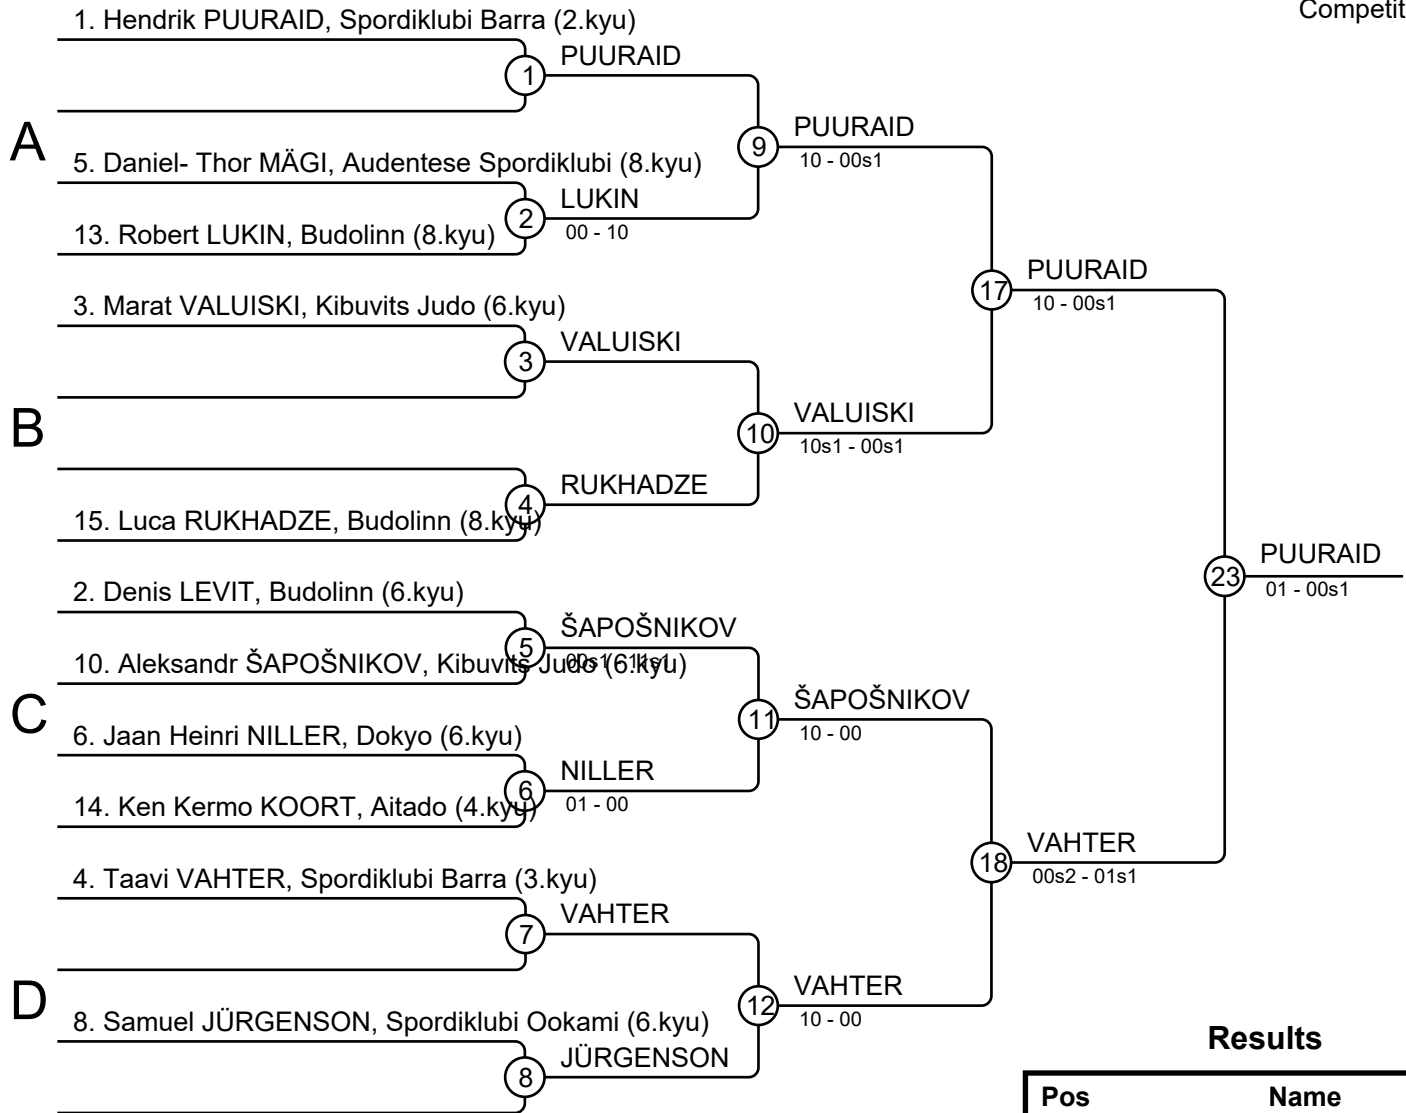 Competit
1. Hendrik PUURAID, Spordiklubi Barra (2.kyu)
1
PUURAID
A
9
PUURAID
10 - 00s1
5. Daniel- Thor MÄGI, Audentese Spordiklubi (8.kyu)
2
LUKIN
00 - 10
13. Robert LUKIN, Budolinn (8.kyu)
17
PUURAID
10 - 00s1
3. Marat VALUISKI, Kibuvits Judo (6.kyu)
3
VALUISKI
B
10
VALUISKI
10s1 - 00s1
4
RUKHADZE
15. Luca RUKHADZE, Budolinn (8.kyu)
23
PUURAID
01 - 00s1
2. Denis LEVIT, Budolinn (6.kyu)
5
ŠAPOŠNIKOV
10. Aleksandr ŠAPOŠNIKOV, Kibuvits Judo (6.kyu)
C
11
ŠAPOŠNIKOV
10 - 00
6. Jaan Heinri NILLER, Dokyo (6.kyu)
6
NILLER
01 - 00
14. Ken Kermo KOORT, Aitado (4.kyu)
18
VAHTER
00s2 - 01s1
4. Taavi VAHTER, Spordiklubi Barra (3.kyu)
7
VAHTER
D
12
VAHTER
10 - 00
8. Samuel JÜRGENSON, Spordiklubi Ookami (6.kyu)
8
JÜRGENSON
Results
Pos Name